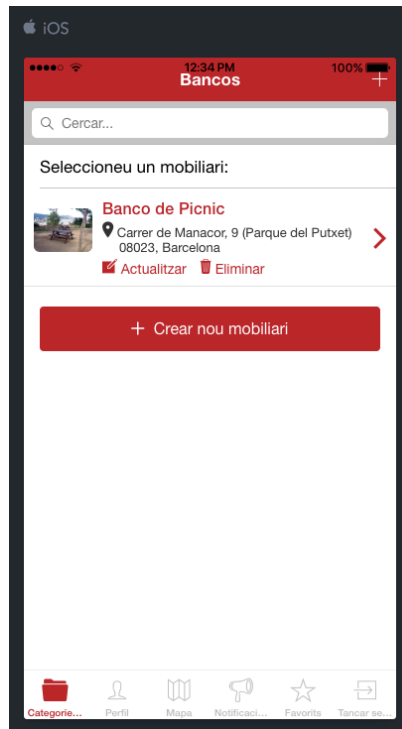 iOS
12:34 PM
100%
Bancos
Cercar...
Seleccioneu un mobiliari:
Banco de Picnic
Carrer de Manacor, 9 (Parque del Putxet)
08023, Barcelona
Actualitzar Eliminar
+ Crear nou mobiliari
Categorie... Perfil Mapa Notificaci... Favorits Tancar se...